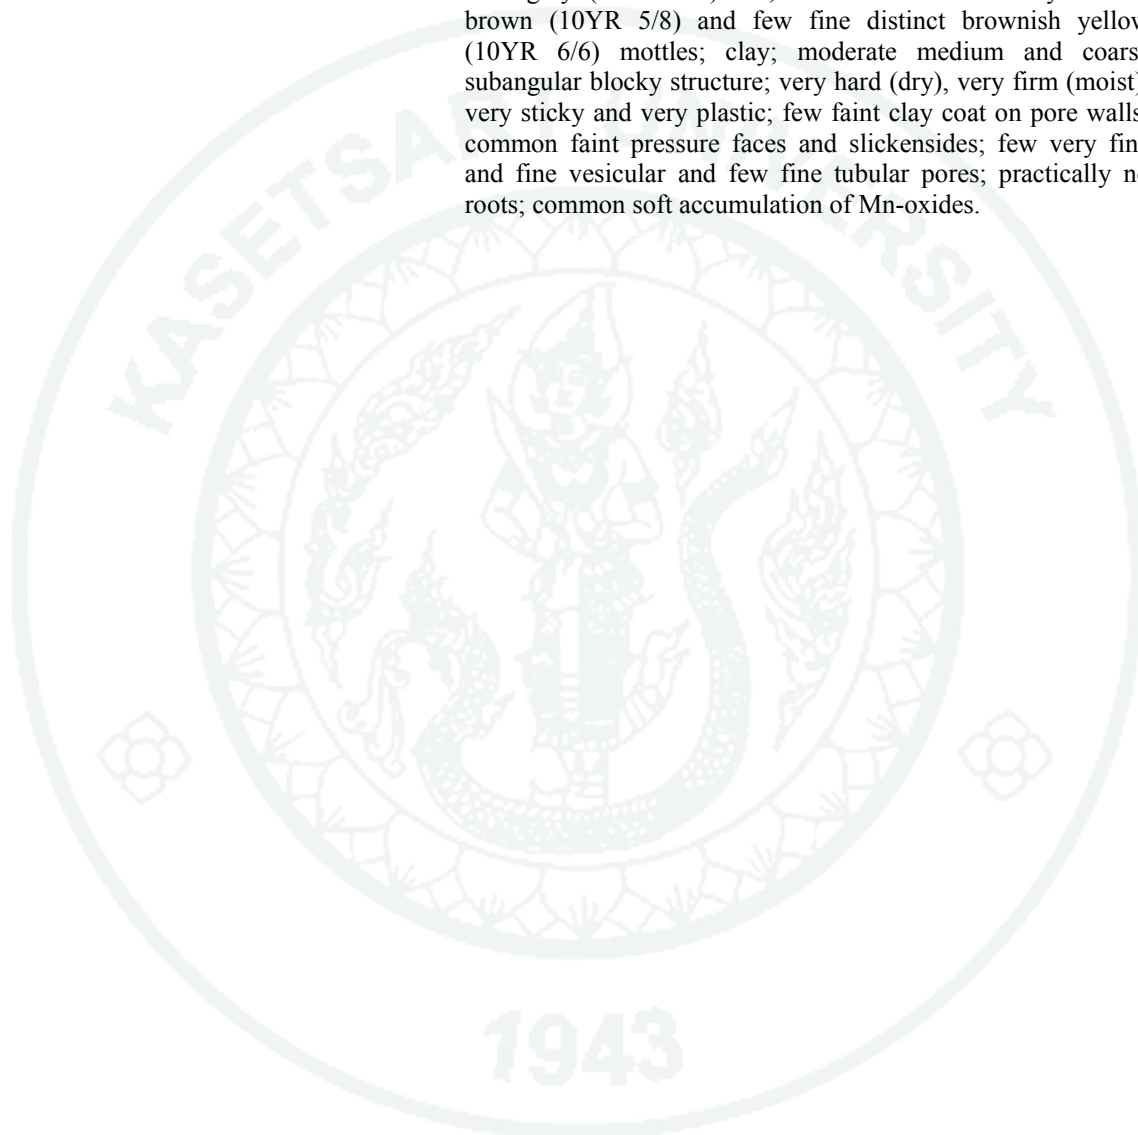 brown (10YR 5/8) and few fine distinct brownish yellow
(10YR 6/6) mottles; clay; moderate medium and coars
subangular blocky structure; very hard (dry), very firm (moist)
very sticky and very plastic; few faint clay coat on pore walls
common faint pressure faces and slickensides; few very fin
and fine vesicular and few fine tubular pores; practically n
roots; common soft accumulation of Mn-oxides.
KASETSART UNIVERSITY
1943